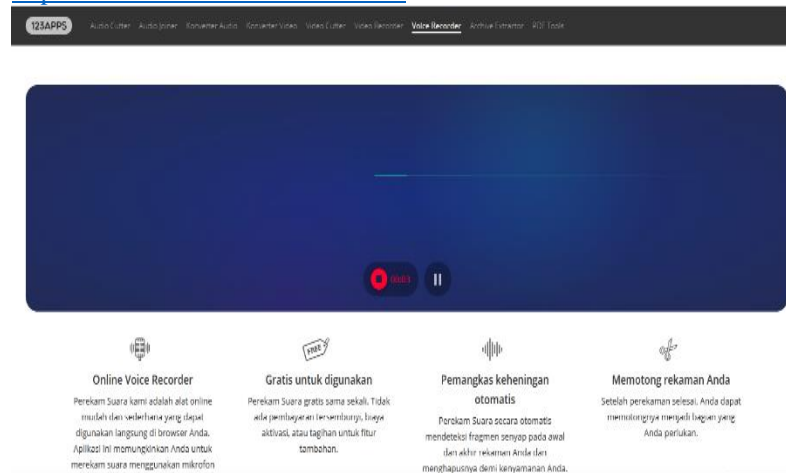 123APPS Audio Cutter Audio Joiner Konverter Audio Konverter Video Video Cutter Video Recorder Voice Recorder Archive Extractor PDF Tools
FREE
Online Voice Recorder
Perekam Suara kami adalah alat online
mudah dan sederhana yang dapat
digunakan langsung di browser Anda.
Aplikasi ini memungkinkan Anda untuk
merekam suara menggunakan mikrofon
Gratis untuk digunakan
Perekam Suara gratis sama sekali. Tidak
ada pembayaran tersembunyi, biaya
aktivasi, atau tagihan untuk fitur
tambahan.
Pemangkas keheningan
otomatis
Perekam Suara secara otomatis
mendeteksi fragmen senyap pada awal
dan akhir rekaman Anda dan
menghapusnya demi kenyamanan Anda.
Memotong rekaman Anda
Setelah perekaman selesai, Anda dapat
memotongnya menjadi bagian yang
Anda perlukan.